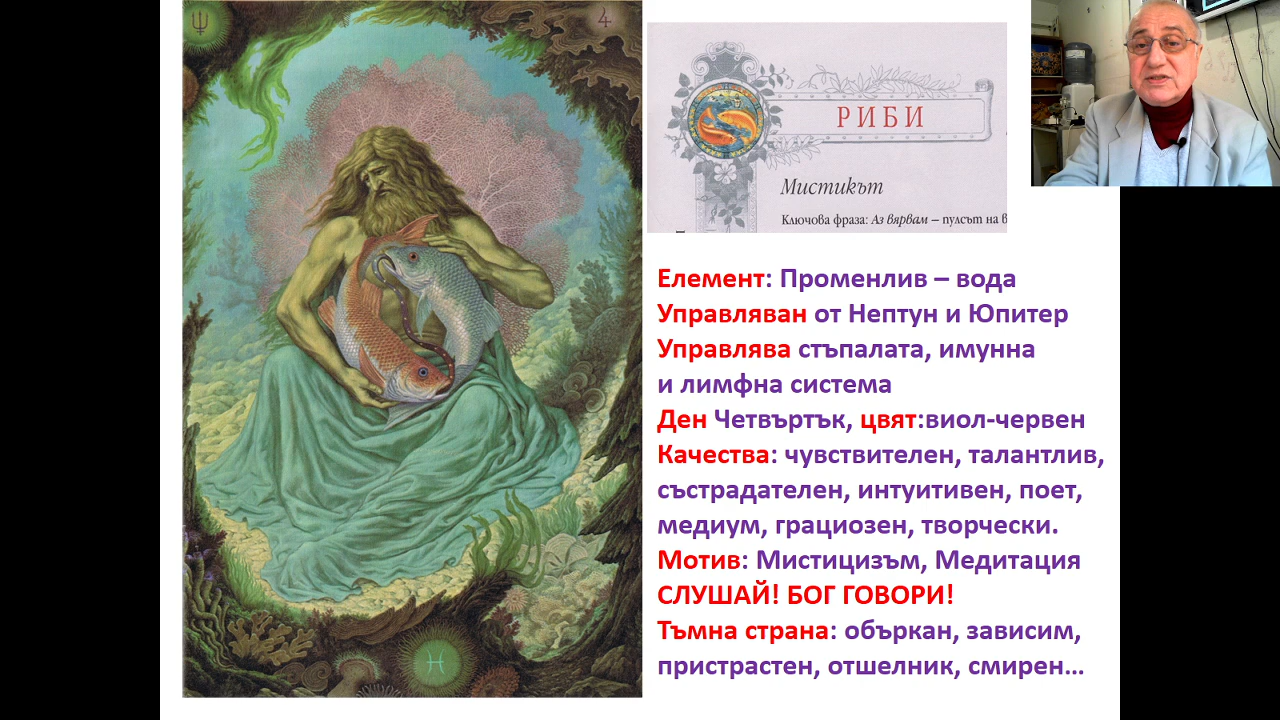 РИБИ
Мистикът
Ключова фраза: Аз вярвам – пулсът на в
Елемент: Променлив – вода
Управляван от Нептун и Юпитер
Управлява стъпалата, имунна
и лимфна система
Ден Четвъртък, цвят:виол-червен
Качества: чувствителен, талантлив,
състрадателен, интуитивен, поет,
медиум, грациозен, творчески.
Мотив: Мистицизъм, Медитация
СЛУШАЙ! БОГ ГОВОРИ!
Тъмна страна: объркан, зависим,
пристрастен, отшелник, смирен...